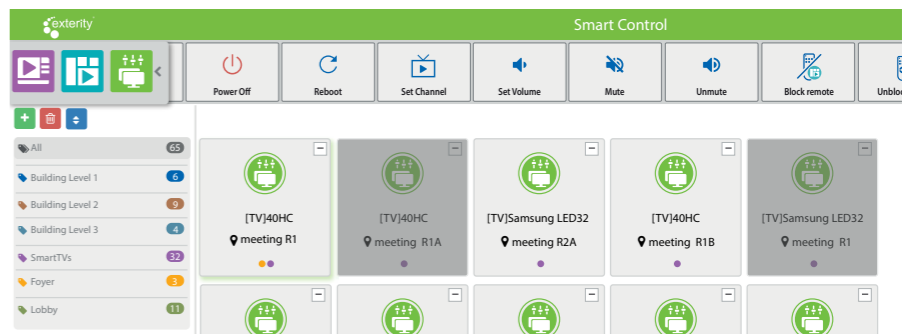 exterity
Smart Control
Power Off
Reboot
Set Channel
Set Volume
Mute
Unmute
Block remote
All 65
Building Level 1 6
Building Level 2 9
Building Level 3 4
SmartTVs 32
Foyer 3
Lobby 11
[TV]40HC
meeting R1
[TV]40HC
meeting R1A
[TV]Samsung LED32
meeting R2A
[TV]40HC
meeting R1B
[TV]Samsung LED32
meeting R1